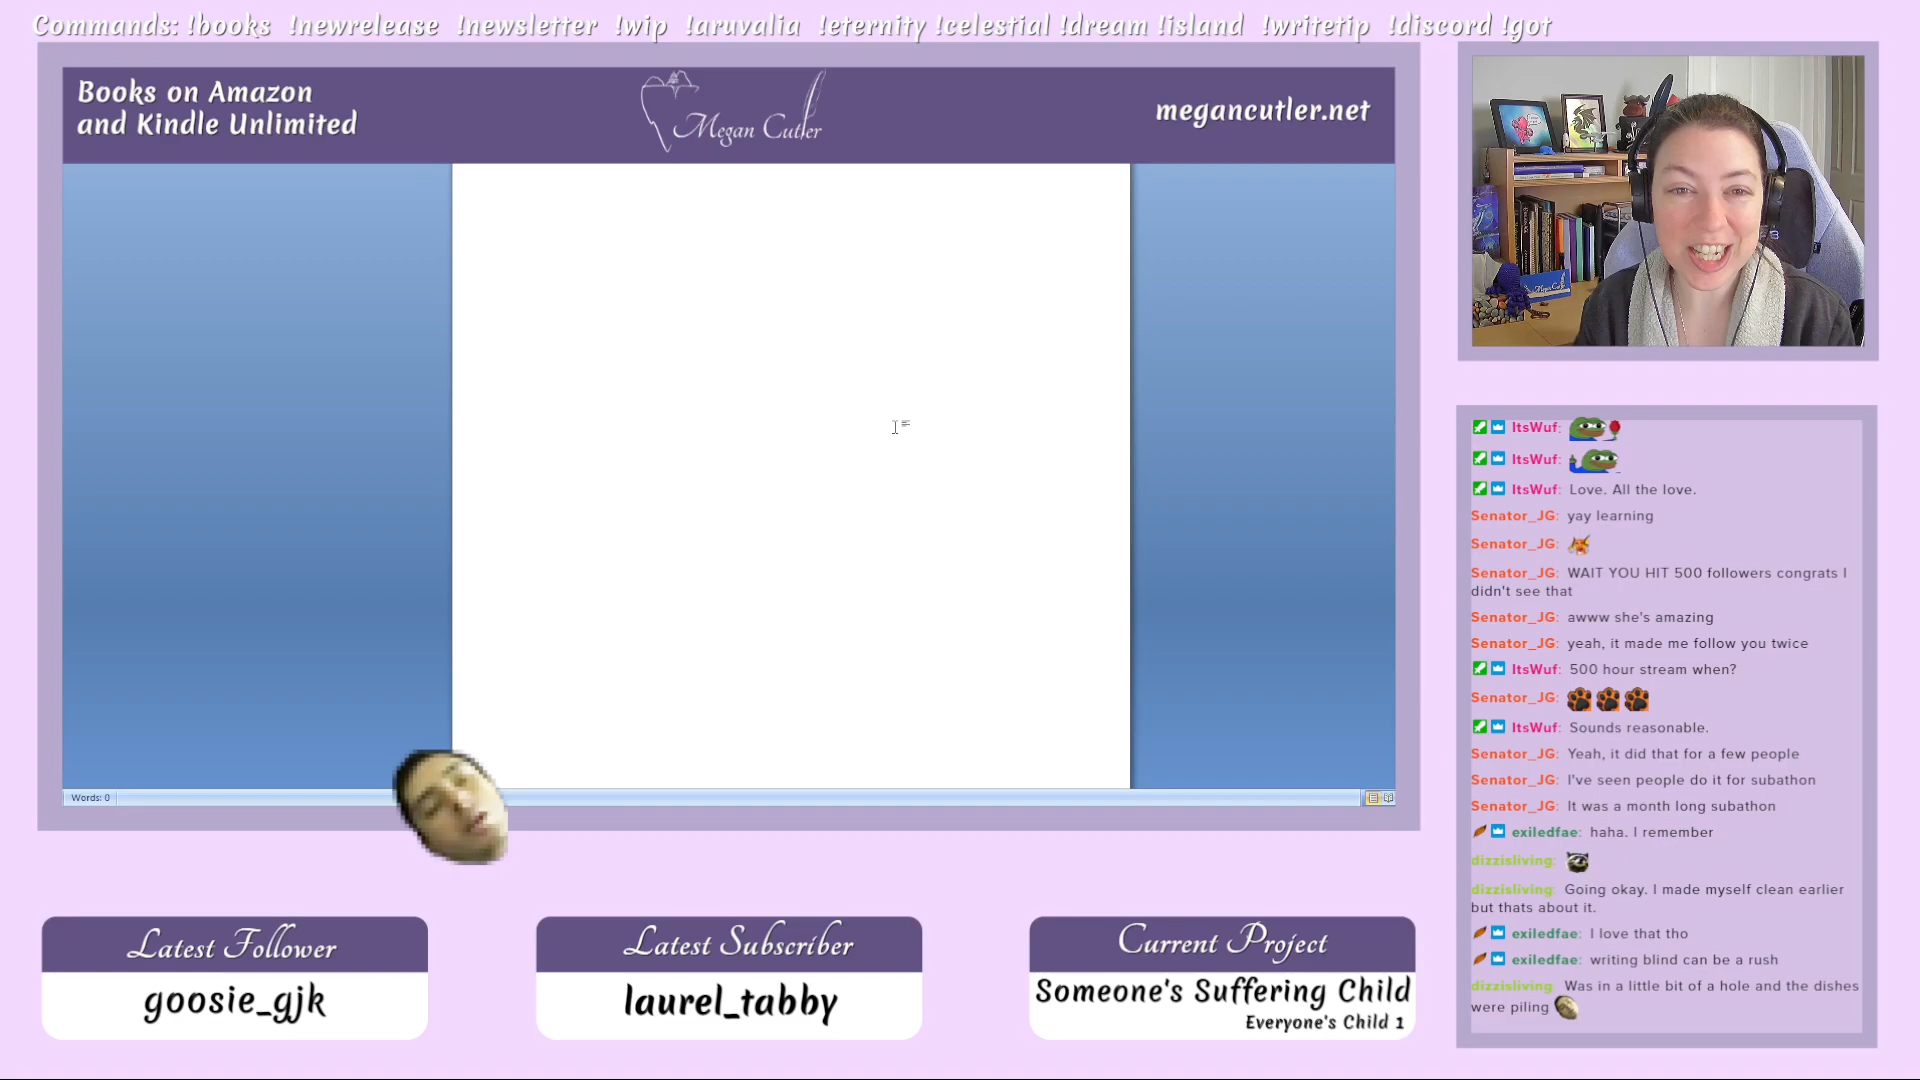 Commands: !books !newrelease !newsletter !wip !aruvalia !eternity !celestial !dream !island !writetip !discord !got
Books on Amazon
and Kindle Unlimited
Megan Cutler
megancutler.net
Words: 0
Latest Follower
goosie_gjk
Latest Subscriber
laurel_tabby
Current Project
Someone's Suffering Child
Everyone's Child 1
Megan Cutler
ItsWuf:
ItsWuf:
ItsWuf: Love. All the love.
Senator_JG: yay learning
Senator_JG:
Senator_JG: WAIT YOU HIT 500 followers congrats I
didn't see that
Senator_JG: awww she's amazing
Senator_JG: yeah, it made me follow you twice
ItsWuf: 500 hour stream when?
Senator_JG:
ItsWuf: Sounds reasonable.
Senator_JG: Yeah, it did that for a few people
Senator_JG: I've seen people do it for subathon
Senator_JG: It was a month long subathon
exiledfae: haha. I remember
dizzisliving:
dizzisliving: Going okay. I made myself clean earlier
but thats about it.
exiledfae: I love that tho
exiledfae: writing blind can be a rush
dizzisliving: Was in a little bit of a hole and the dishes
were piling